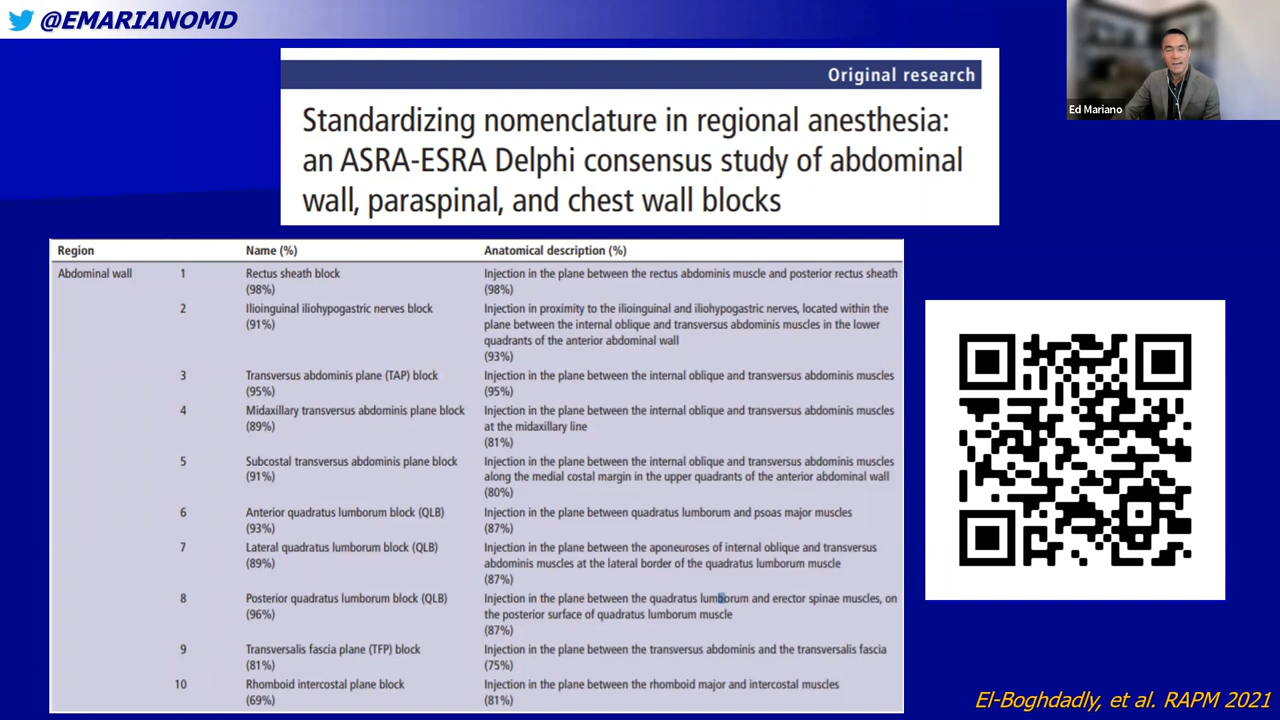 @EMARIANOMD
Ed Mariano
Original research
Standardizing nomenclature in regional anesthesia:
an ASRA-ESRA Delphi consensus study of abdominal
wall, paraspinal, and chest wall blocks
Region Name (%) Anatomical description (%)
Abdominal wall 1 Rectus sheath block Injection in the plane between the rectus abdominis muscle and posterior rectus sheath
(98%) (98%)
2 Ilioinguinal iliohypogastric nerves block Injection in proximity to the ilioinguinal and iliohypogastric nerves, located within the
(91%) plane between the internal oblique and transversus abdominis muscles in the lower
quadrants of the anterior abdominal wall
(93%)
3 Transversus abdominis plane (TAP) block Injection in the plane between the internal oblique and transversus abdominis muscles
(95%) (95%)
4 Midaxillary transversus abdominis plane block Injection in the plane between the internal oblique and transversus abdominis muscles
(89%) at the midaxillary line
(81%)
5 Subcostal transversus abdominis plane block Injection in the plane between the internal oblique and transversus abdominis muscles
(91%) along the medial costal margin in the upper quadrants of the anterior abdominal wall
(80%)
6 Anterior quadratus lumborum block (QLB) Injection in the plane between quadratus lumborum and psoas major muscles
(93%) (87%)
7 Lateral quadratus lumborum block (QLB) Injection in the plane between the aponeuroses of internal oblique and transversus
(89%) abdominis muscles at the lateral border of the quadratus lumborum muscle
(87%)
8 Posterior quadratus lumborum block (QLB) Injection in the plane between the quadratus lumborum and erector spinae muscles, on
(96%) the posterior surface of quadratus lumborum muscle
(87%)
9 Transversalis fascia plane (TFP) block Injection in the plane between the transversus abdominis and the transversalis fascia
(81%) (75%)
10 Rhomboid intercostal plane block Injection in the plane between the rhomboid major and intercostal muscles
(69%) (81%)
El-Boghdadly, et al. RAPM 2021